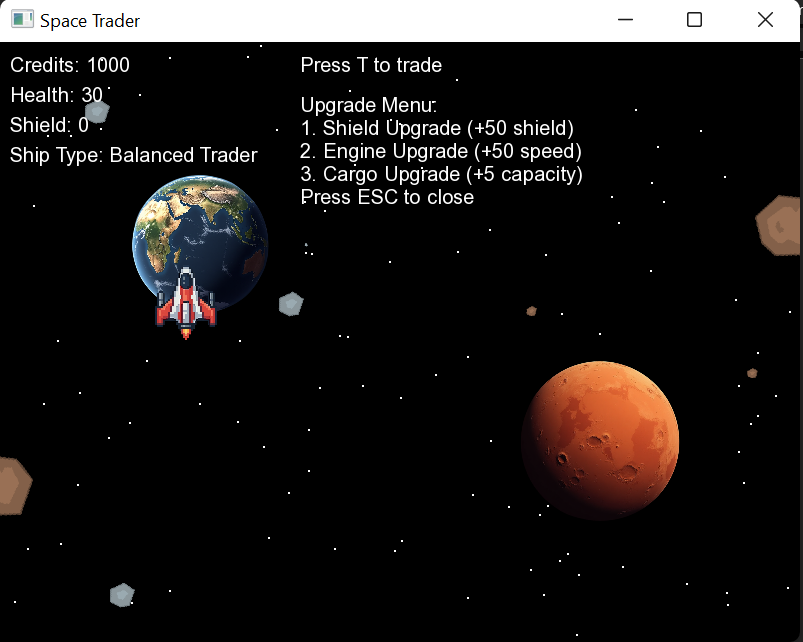 Space Trader
Credits: 1000
Health: 30
Shield: 0
Ship Type: Balanced Trader
Press T to trade
Upgrade Menu:
1. Shield Upgrade (+50 shield)
2. Engine Upgrade (+50 speed)
3. Cargo Upgrade (+5 capacity)
Press ESC to close